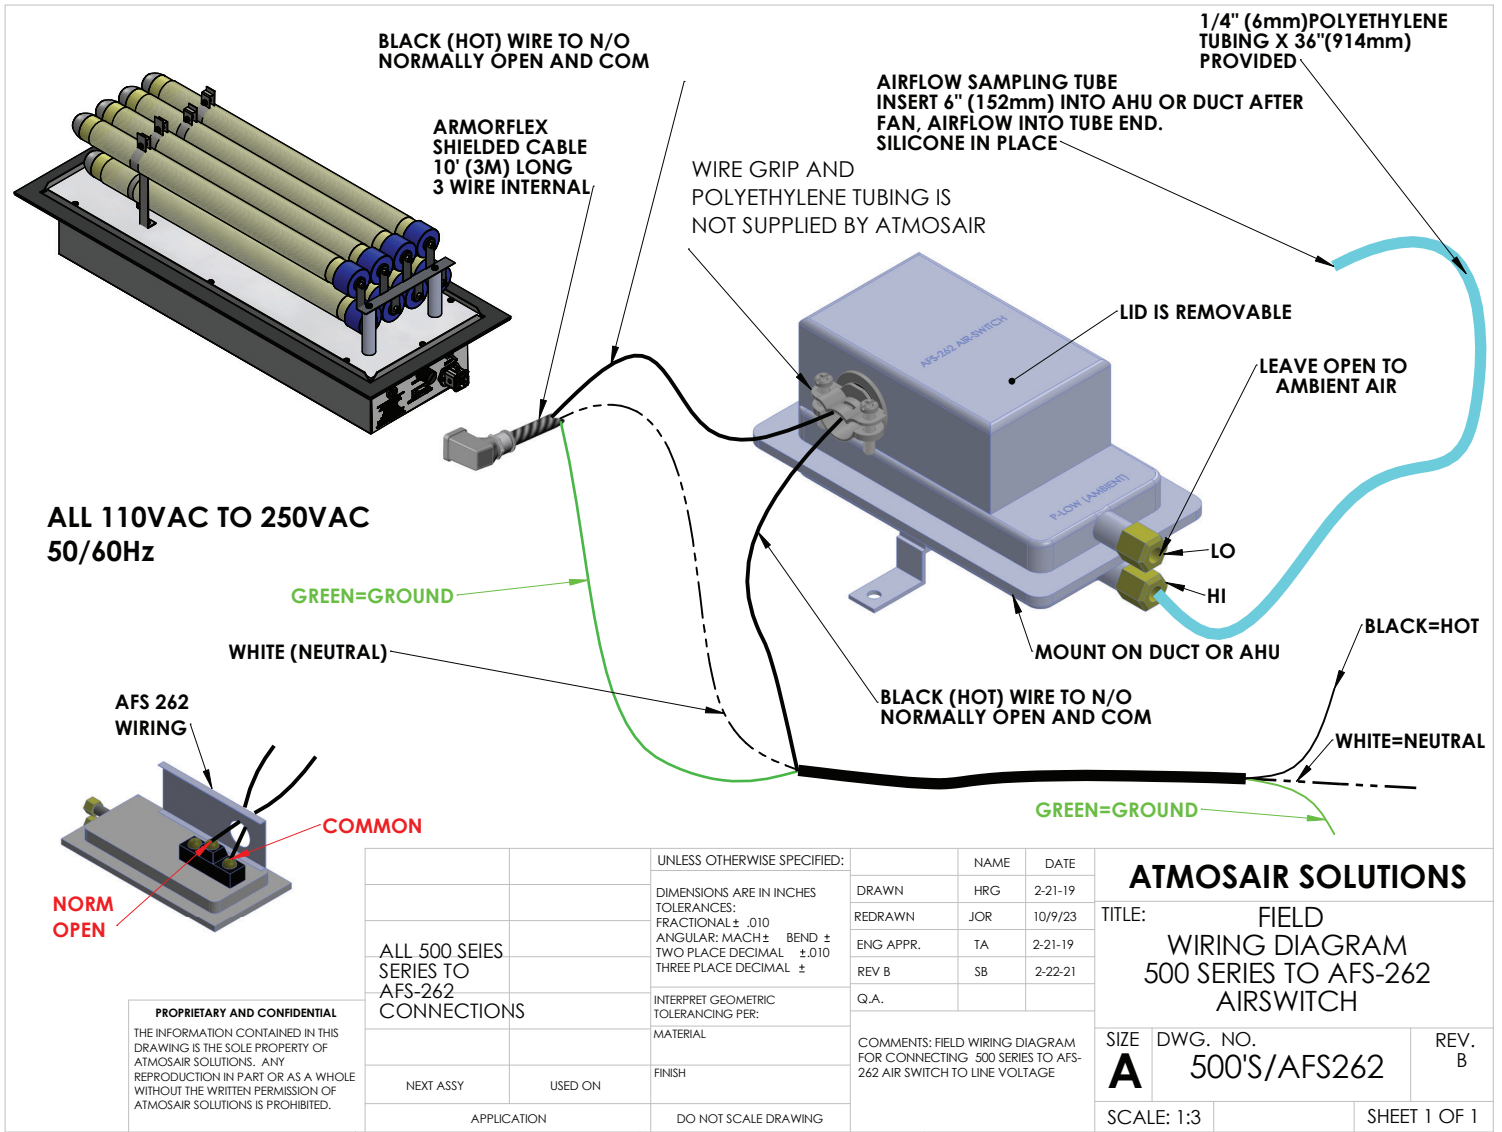 BLACK (HOT) WIRE TO N/O
NORMALLY OPEN AND COM
1/4" (6mm)POLYETHYLENE
TUBING X 36"(914mm)
PROVIDED
AIRFLOW SAMPLING TUBE
INSERT 6" (152mm) INTO AHU OR DUCT AFTER
FAN, AIRFLOW INTO TUBE END.
SILICONE IN PLACE
ARMORFLEX
SHIELDED CABLE
10' (3M) LONG
3 WIRE INTERNAL
WIRE GRIP AND
POLYETHYLENE TUBING IS
NOT SUPPLIED BY ATMOSAIR
AFS-262 AIR-SWITCH
LID IS REMOVABLE
LEAVE OPEN TO
AMBIENT AIR
P-LOW (AMBIENT)
LO
HI
ALL 110VAC TO 250VAC
50/60Hz
GREEN=GROUND
WHITE (NEUTRAL)
MOUNT ON DUCT OR AHU
BLACK=HOT
BLACK (HOT) WIRE TO N/O
NORMALLY OPEN AND COM
WHITE=NEUTRAL
GREEN=GROUND
AFS 262
WIRING
COMMON
NORM
OPEN
PROPRIETARY AND CONFIDENTIAL
THE INFORMATION CONTAINED IN THIS
DRAWING IS THE SOLE PROPERTY OF
ATMOSAIR SOLUTIONS. ANY
REPRODUCTION IN PART OR AS A WHOLE
WITHOUT THE WRITTEN PERMISSION OF
ATMOSAIR SOLUTIONS IS PROHIBITED.
ALL 500 SEIES
SERIES TO
AFS-262
CONNECTIONS
NEXT ASSY
USED ON
APPLICATION
UNLESS OTHERWISE SPECIFIED:
DIMENSIONS ARE IN INCHES
TOLERANCES:
FRACTIONAL± .010
ANGULAR: MACH± BEND ±
TWO PLACE DECIMAL ±.010
THREE PLACE DECIMAL ±
INTERPRET GEOMETRIC
TOLERANCING PER:
MATERIAL
FINISH
DO NOT SCALE DRAWING
NAME DATE
DRAWN HRG 2-21-19
REDRAWN JOR 10/9/23
ENG APPR. TA 2-21-19
REV B SB 2-22-21
Q.A.
COMMENTS: FIELD WIRING DIAGRAM
FOR CONNECTING 500 SERIES TO AFS-
262 AIR SWITCH TO LINE VOLTAGE
ATMOSAIR SOLUTIONS
TITLE: FIELD
WIRING DIAGRAM
500 SERIES TO AFS-262
AIRSWITCH
SIZE
A
DWG. NO.
500'S/AFS262
REV.
B
SCALE: 1:3
SHEET 1 OF 1